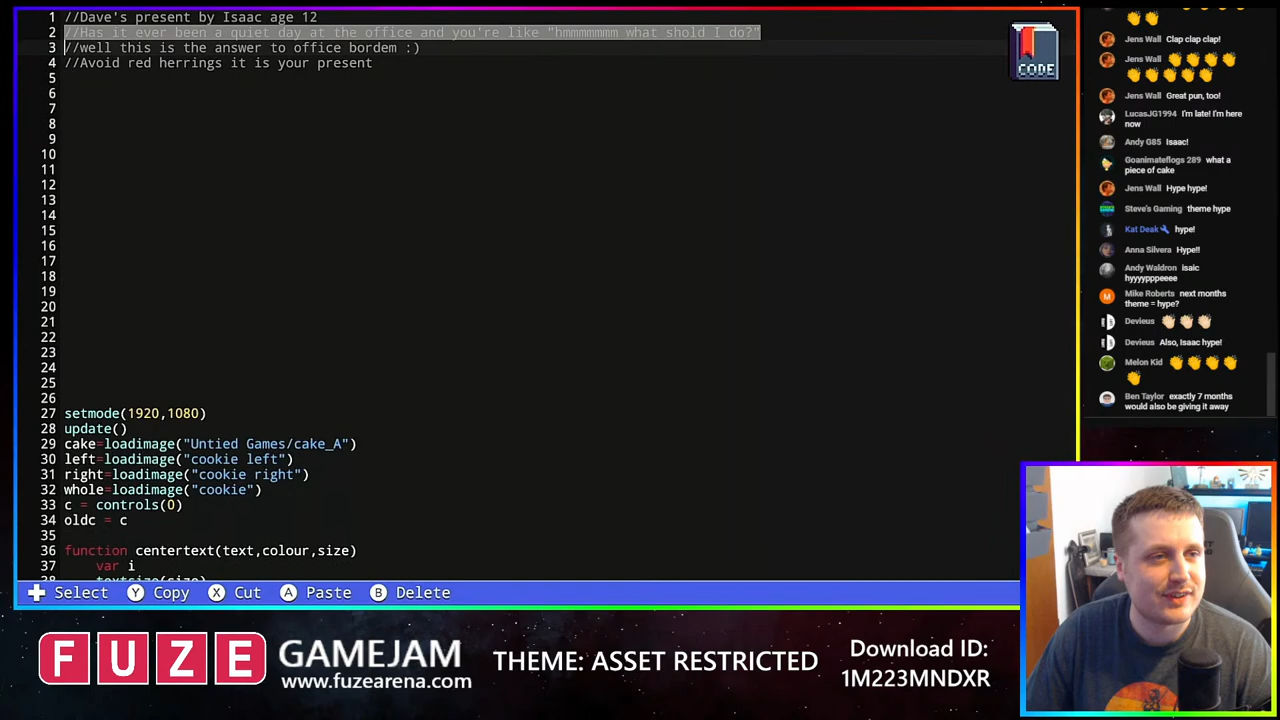 1 //Dave's present by Isaac age 12
2 //Has it ever been a quiet day at the office and you're like "hmmmmmmm what shold I do?"
3 //well this is the answer to office bordem :)
4 //Avoid red herrings it is your present
5
6
7
8
9
10
11
12
13
14
15
16
17
18
19
20
21
22
23
24
25
26
27 setmode(1920,1080)
28 update()
29 cake=loadimage("Untied Games/cake_A")
30 left=loadimage("cookie left")
31 right=loadimage("cookie right")
32 whole=loadimage("cookie")
33 c = controls(0)
34 oldc = c
35
36 function centertext(text,colour,size)
37 var i
38 textsize(size)
CODE
+ Select Y Copy X Cut A Paste B Delete
👏👏
Jens Wall Clap clap clap!
Jens Wall 👏👏👏👏
👏👏👏👏👏
Jens Wall Great pun, too!
LucasJG1994 I'm late! I'm here
now
Andy G85 Isaac!
Goanimateflogs 289 what a
piece of cake
Jens Wall Hype hype!
Steve's Gaming theme hype
Kat Deak hype!
Anna Silvera Hype!!
Andy Waldron isaic
hyyyypppeeee
Mike Roberts next months
theme = hype?
Devieus 👏🏻👏🏻👏🏻
Devieus Also, Isaac hype!
Melon Kid 👏👏👏👏
👏
Ben Taylor exactly 7 months
would also be giving it away
FUZE GAMEJAM
www.fuzearena.com
THEME: ASSET RESTRICTED
Download ID:
1M223MNDXR